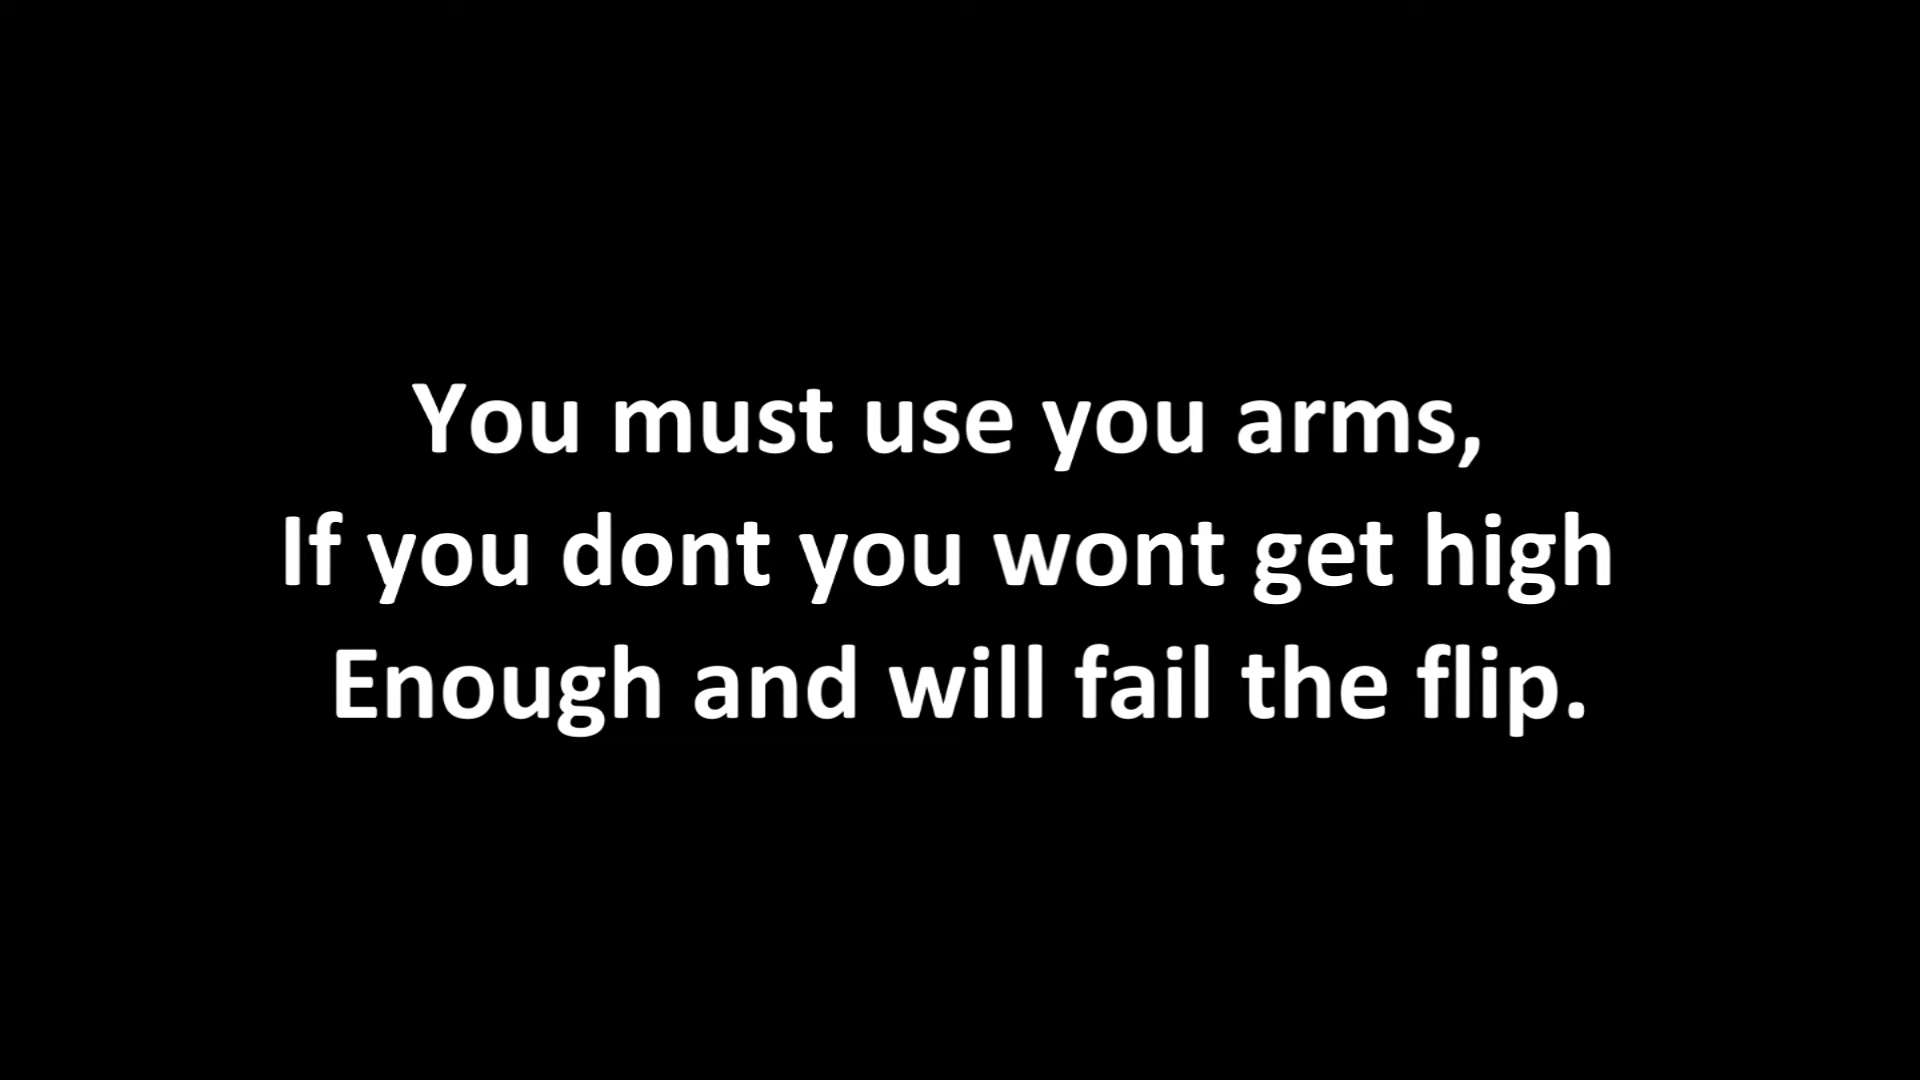 You must use you arms,
If you dont you wont get high
Enough and will fail the flip.